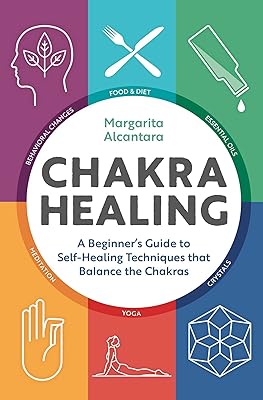 FOOD & DIET
BEHAVIORAL CHANGES
ESSENTIAL OILS
Margarita
Alcantara
CHAKRA
HEALING
A Beginner's Guide to
Self-Healing Techniques that
Balance the Chakras
MEDITATION
CRYSTALS
YOGA